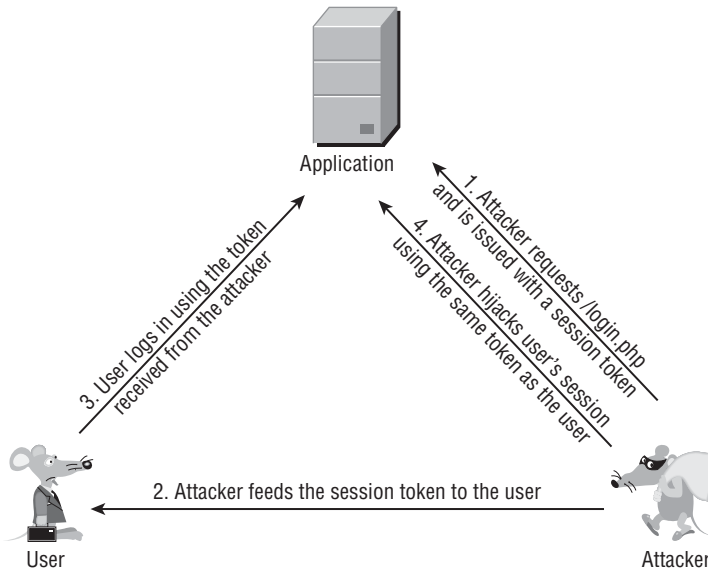 Application
1. Attacker requests /login.php
and is issued with a session token
4. Attacker hijacks user's session
using the same token as the user
3. User logs in using the token
received from the attacker
2. Attacker feeds the session token to the user
User
Attacker